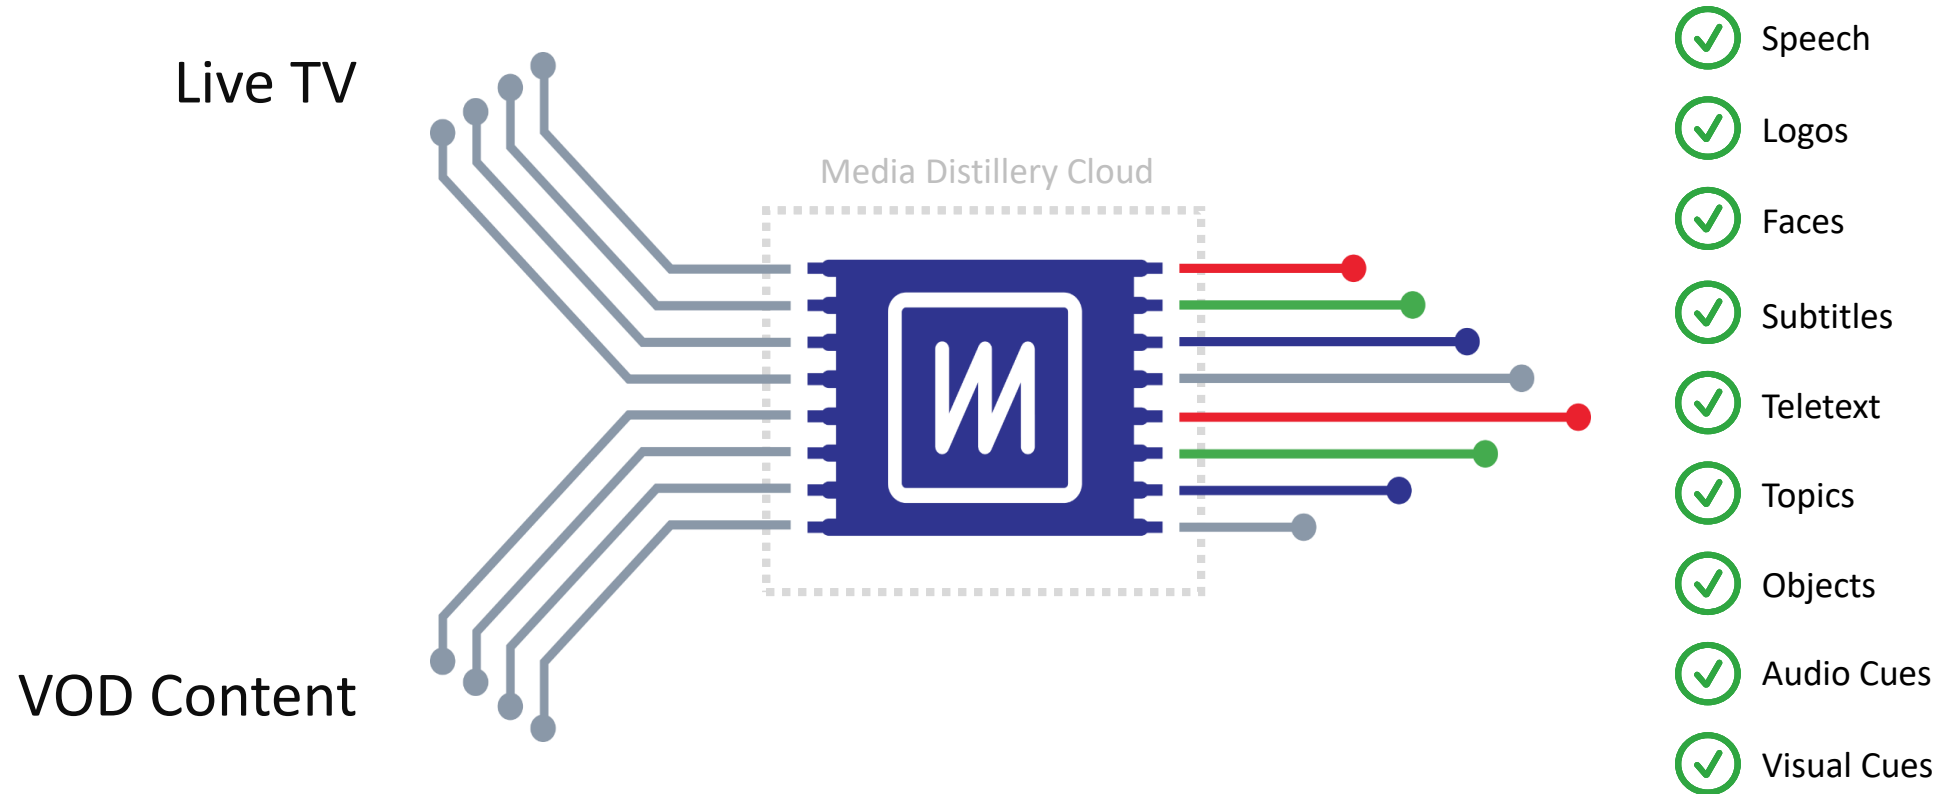 Live TV
VOD Content
Media Distillery Cloud
M
Speech
Logos
Faces
Subtitles
Teletext
Topics
Objects
Audio Cues
Visual Cues